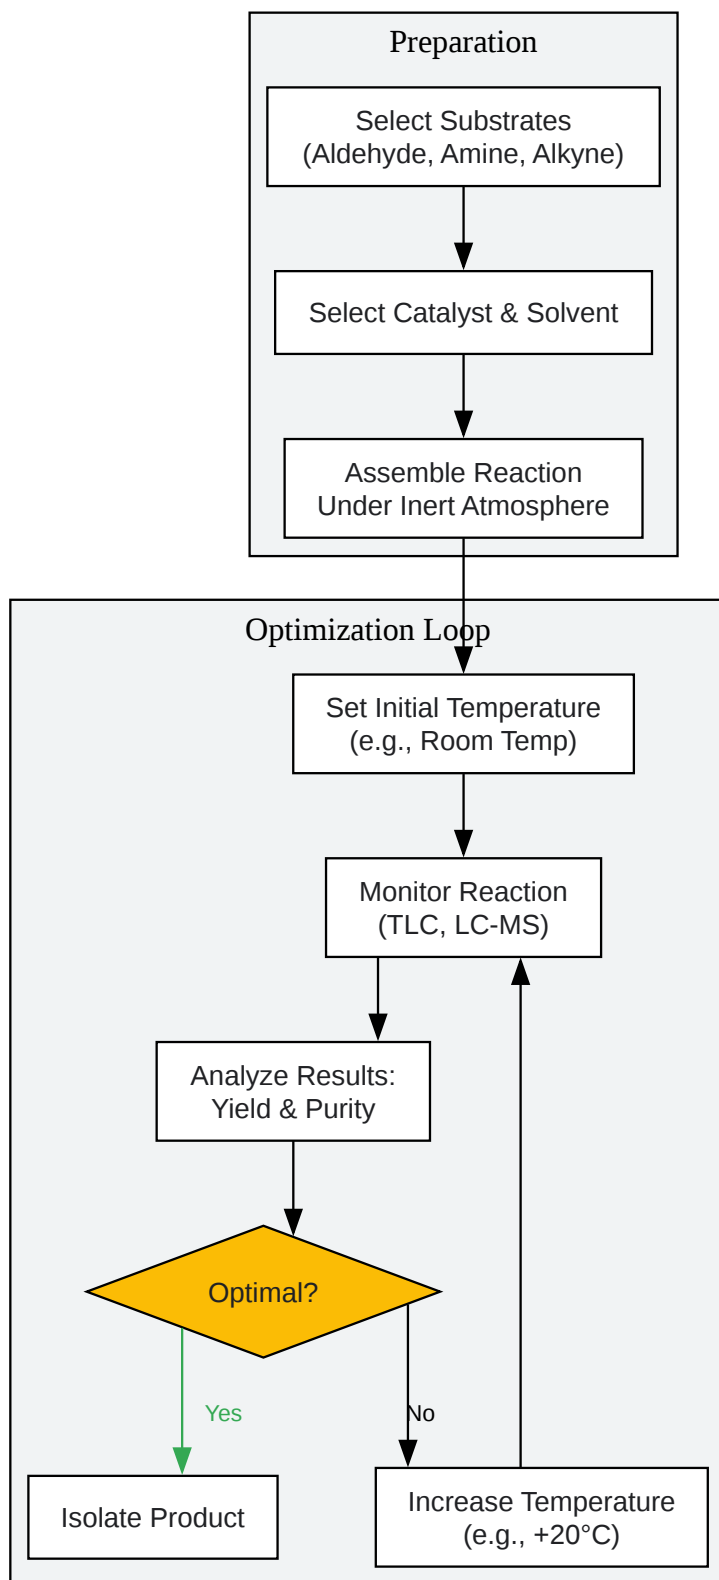 Preparation
Select Substrates
(Aldehyde, Amine, Alkyne)
Select Catalyst & Solvent
Assemble Reaction
Under Inert Atmosphere
Optimization Loop
Set Initial Temperature
(e.g., Room Temp)
Monitor Reaction
(TLC, LC-MS)
Analyze Results:
Yield & Purity
Optimal?
Yes
No
Isolate Product
Increase Temperature
(e.g., +20°C)